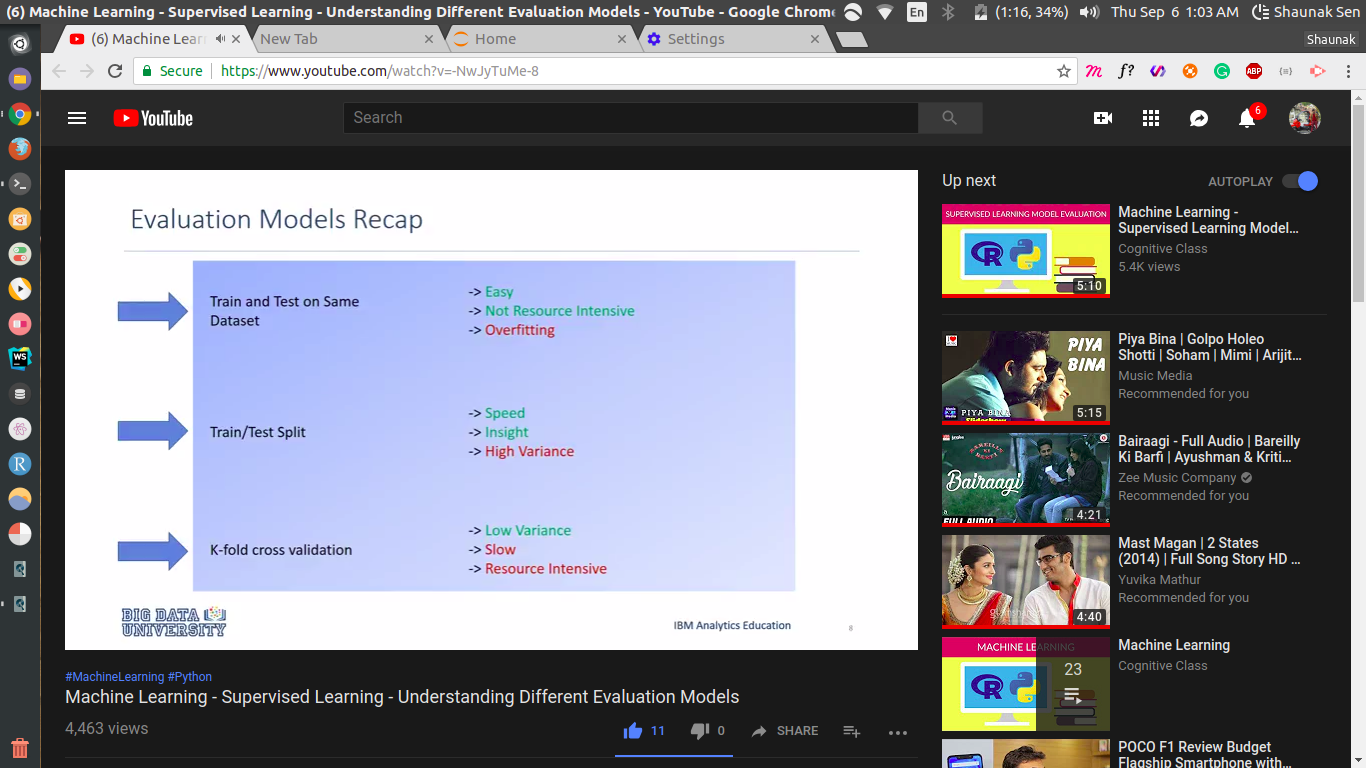 (6) Machine Learning - Supervised Learning - Understanding Different Evaluation Models - YouTube - Google Chrome
En
(1:16, 34%)
Thu Sep 6 1:03 AM
Shaunak Sen
(6) Machine Lear
New Tab
Home
Settings
Shaunak
Secure
https://www.youtube.com/watch?v=-NwJyTuMe-8
m
f?
ABP
YouTube
Search
6
Evaluation Models Recap
Train and Test on Same
Dataset
-> Easy
-> Not Resource Intensive
-> Overfitting
Train/Test Split
-> Speed
-> Insight
-> High Variance
K-fold cross validation
-> Low Variance
-> Slow
-> Resource Intensive
BIG DATA
UNIVERSITY
IBM Analytics Education
8
#MachineLearning #Python
Machine Learning - Supervised Learning - Understanding Different Evaluation Models
4,463 views
11
0
SHARE
Up next
AUTOPLAY
SUPERVISED LEARNING MODEL EVALUATION
R
5:10
Machine Learning -
Supervised Learning Model...
Cognitive Class
5.4K views
PIYA
BINA
PIYA BINA
Slideshow
5:15
Piya Bina | Golpo Holeo
Shotti | Soham | Mimi | Arijit...
Music Media
Recommended for you
BAREILLY
KI BARFI
Bairaagi
FULL AUDIO
4:21
Bairaagi - Full Audio | Bareilly
Ki Barfi | Ayushman & Kriti...
Zee Music Company
Recommended for you
4:40
Mast Magan | 2 States
(2014) | Full Song Story HD ...
Yuvika Mathur
Recommended for you
MACHINE LEARNING
R
23
Machine Learning
Cognitive Class
POCO F1 Review Budget
Flagship Smartphone with...
WS
R